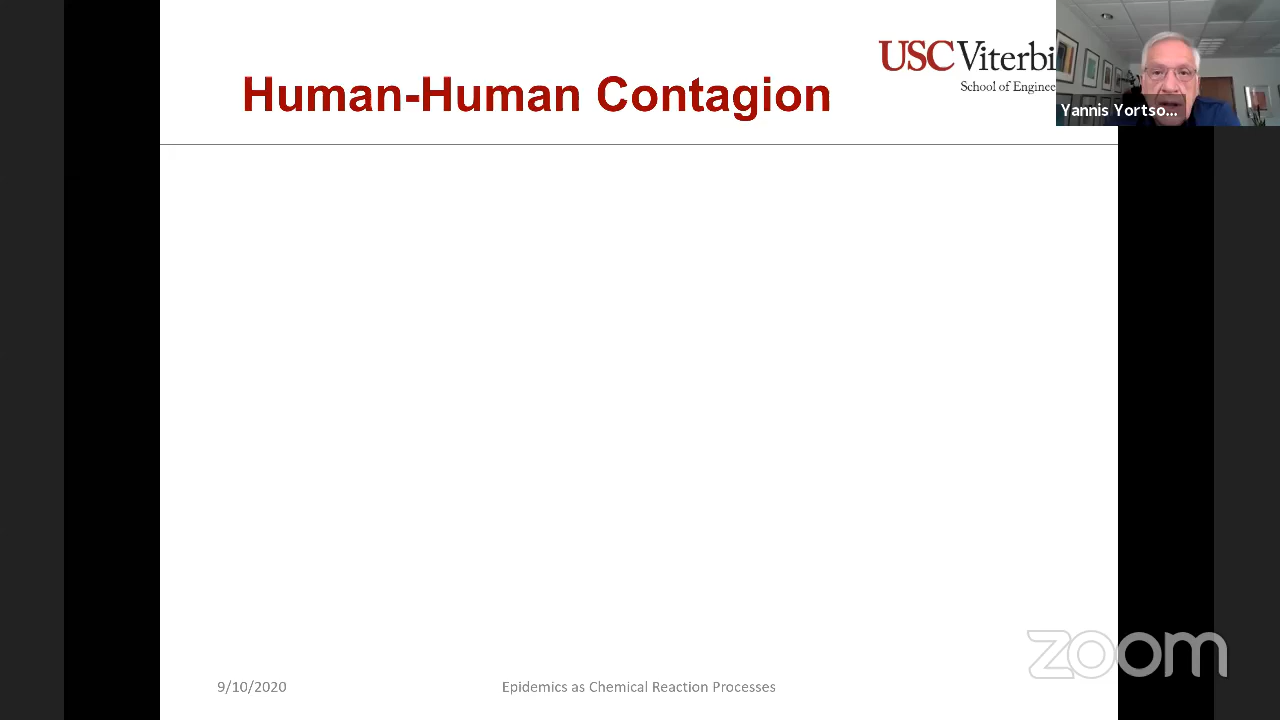 USC Viterbi
School of Enginee
Human-Human Contagion
Yannis Yortso...
zoom
9/10/2020
Epidemics as Chemical Reaction Processes